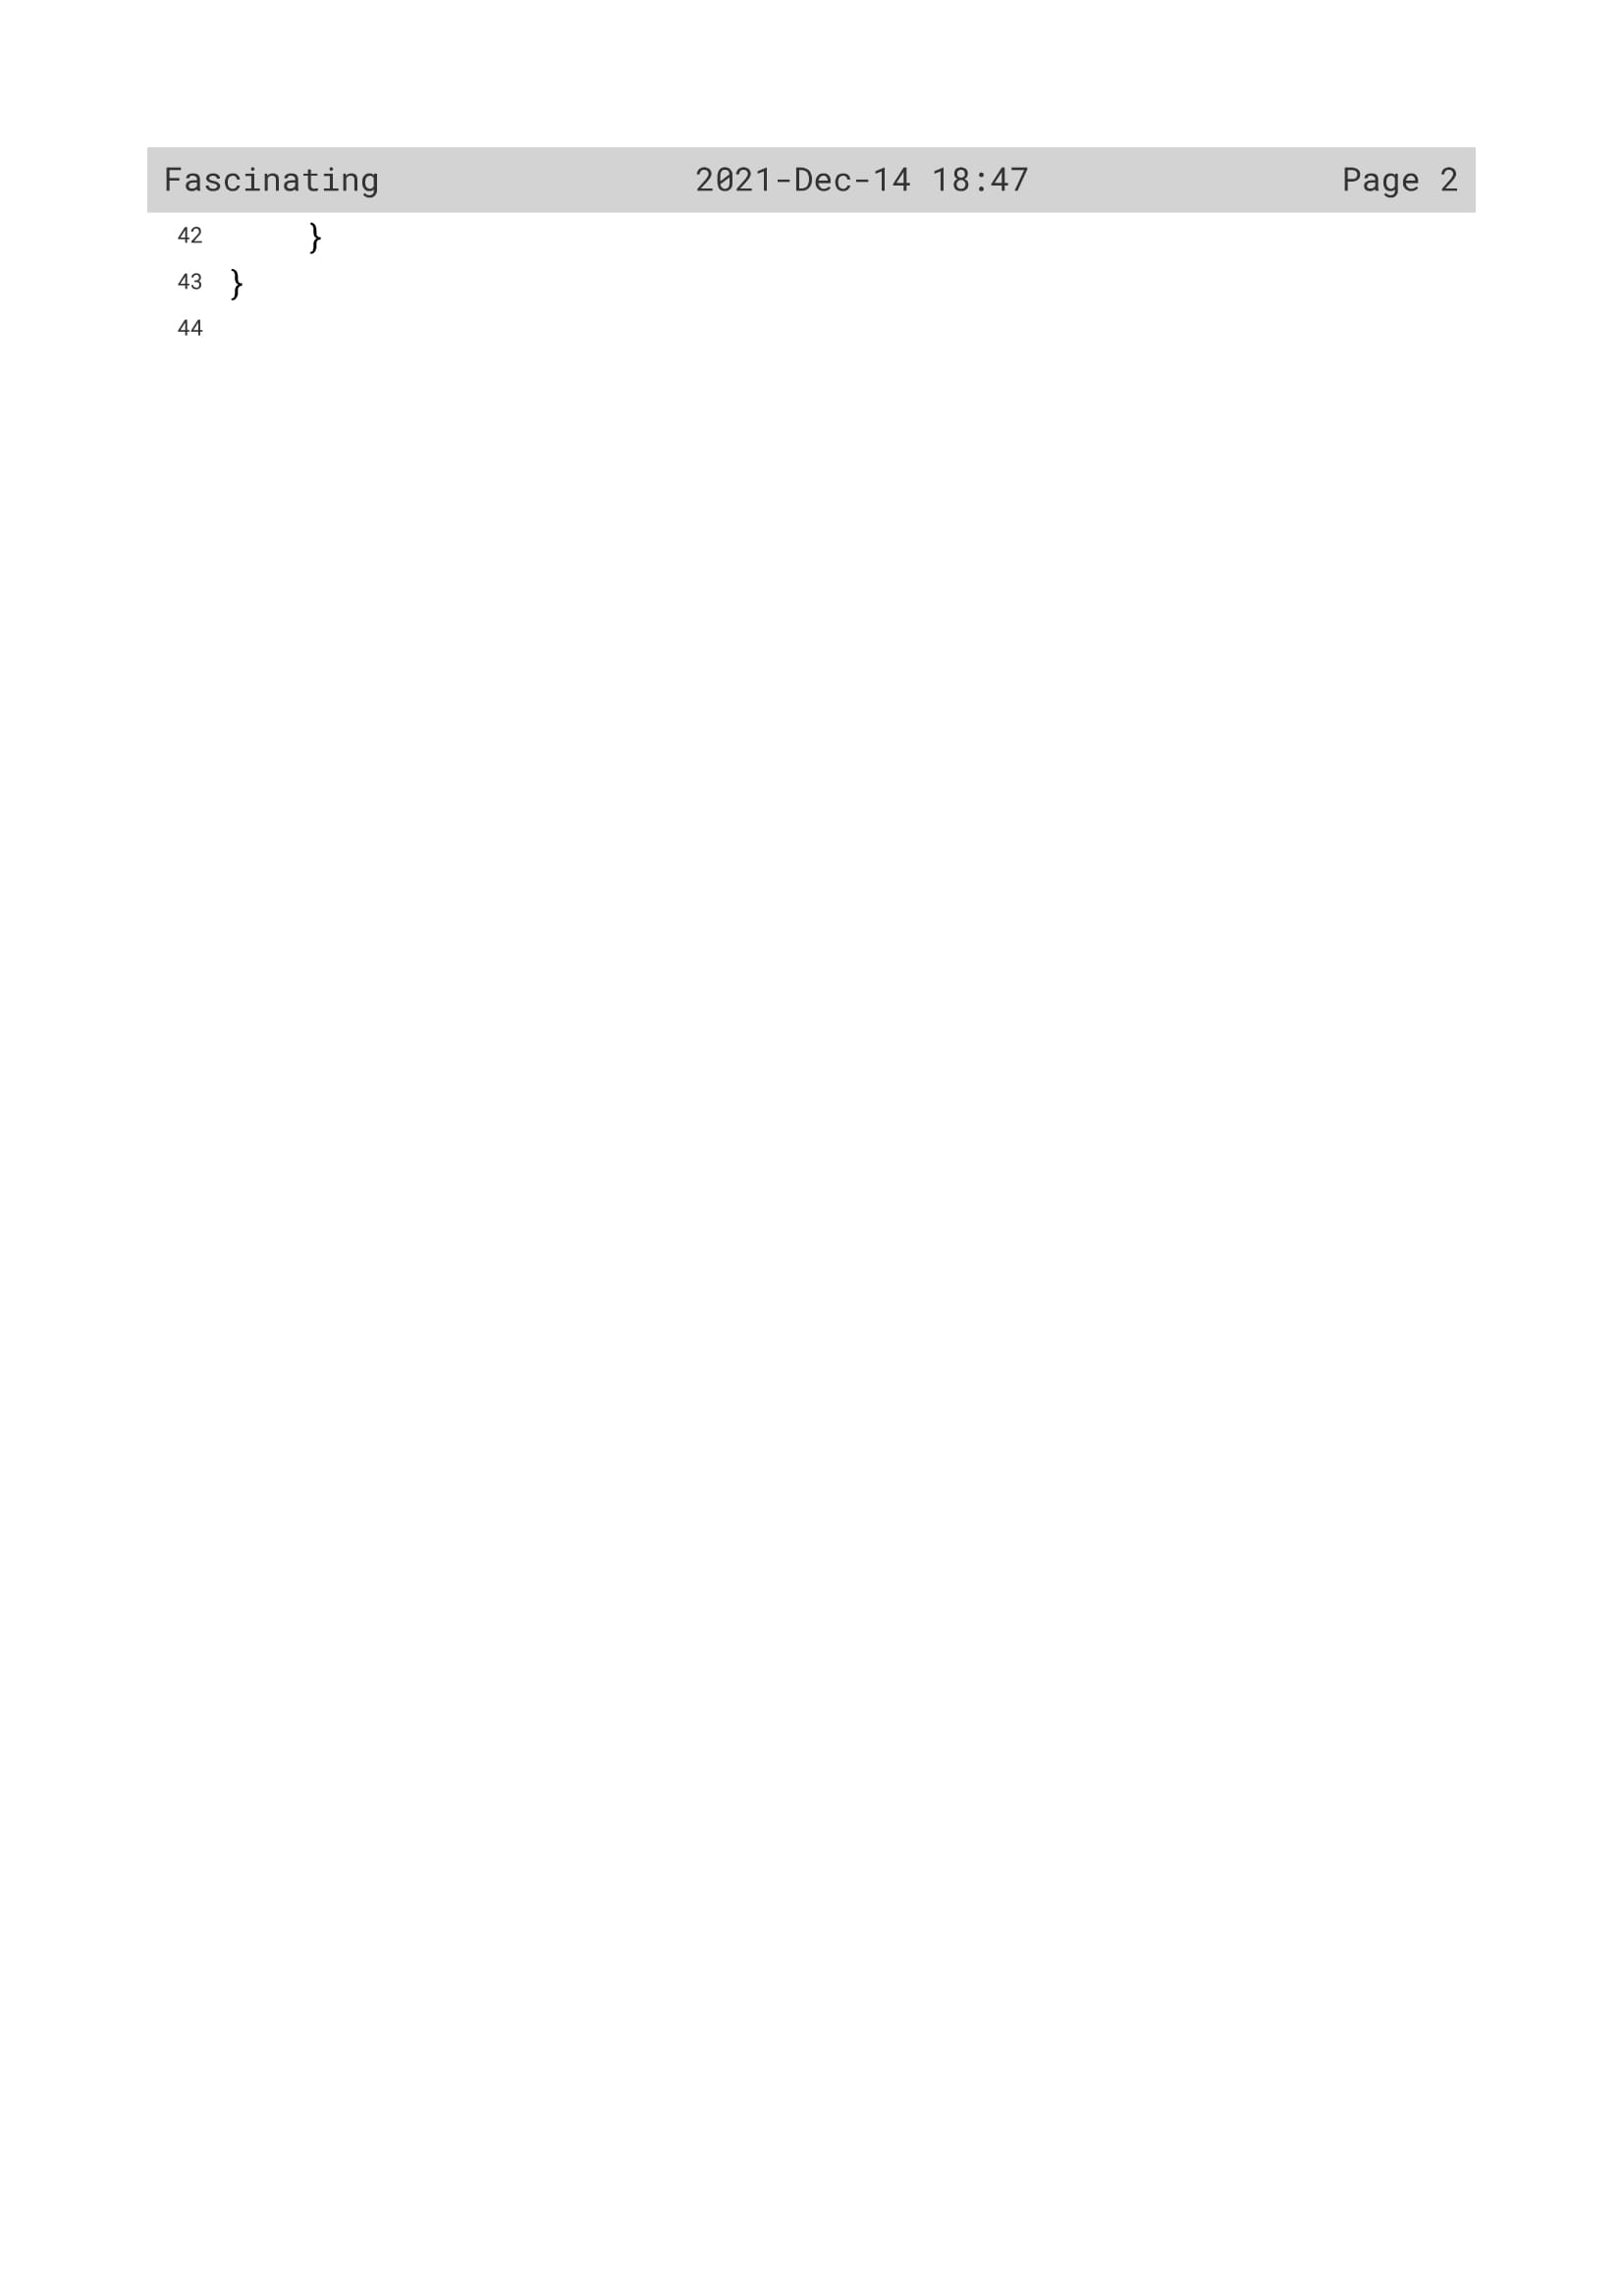 Fascinating 2021-Dec-14 18:47 Page 2
42     }
43 }
44